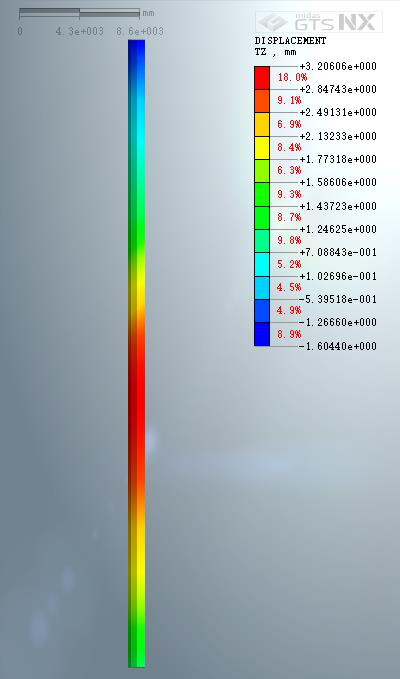 mm
0 4.3e+003 8.6e+003
midas
GTS NX
DISPLACEMENT
TZ , mm
+3.20606e+000
18.0%
+2.84743e+000
9.1%
+2.49131e+000
6.9%
+2.13233e+000
8.4%
+1.77318e+000
6.3%
+1.58606e+000
9.3%
+1.43723e+000
8.7%
+1.24625e+000
9.8%
+7.08843e-001
5.2%
+1.02696e-001
4.5%
-5.39518e-001
4.9%
-1.26660e+000
8.9%
-1.60440e+000